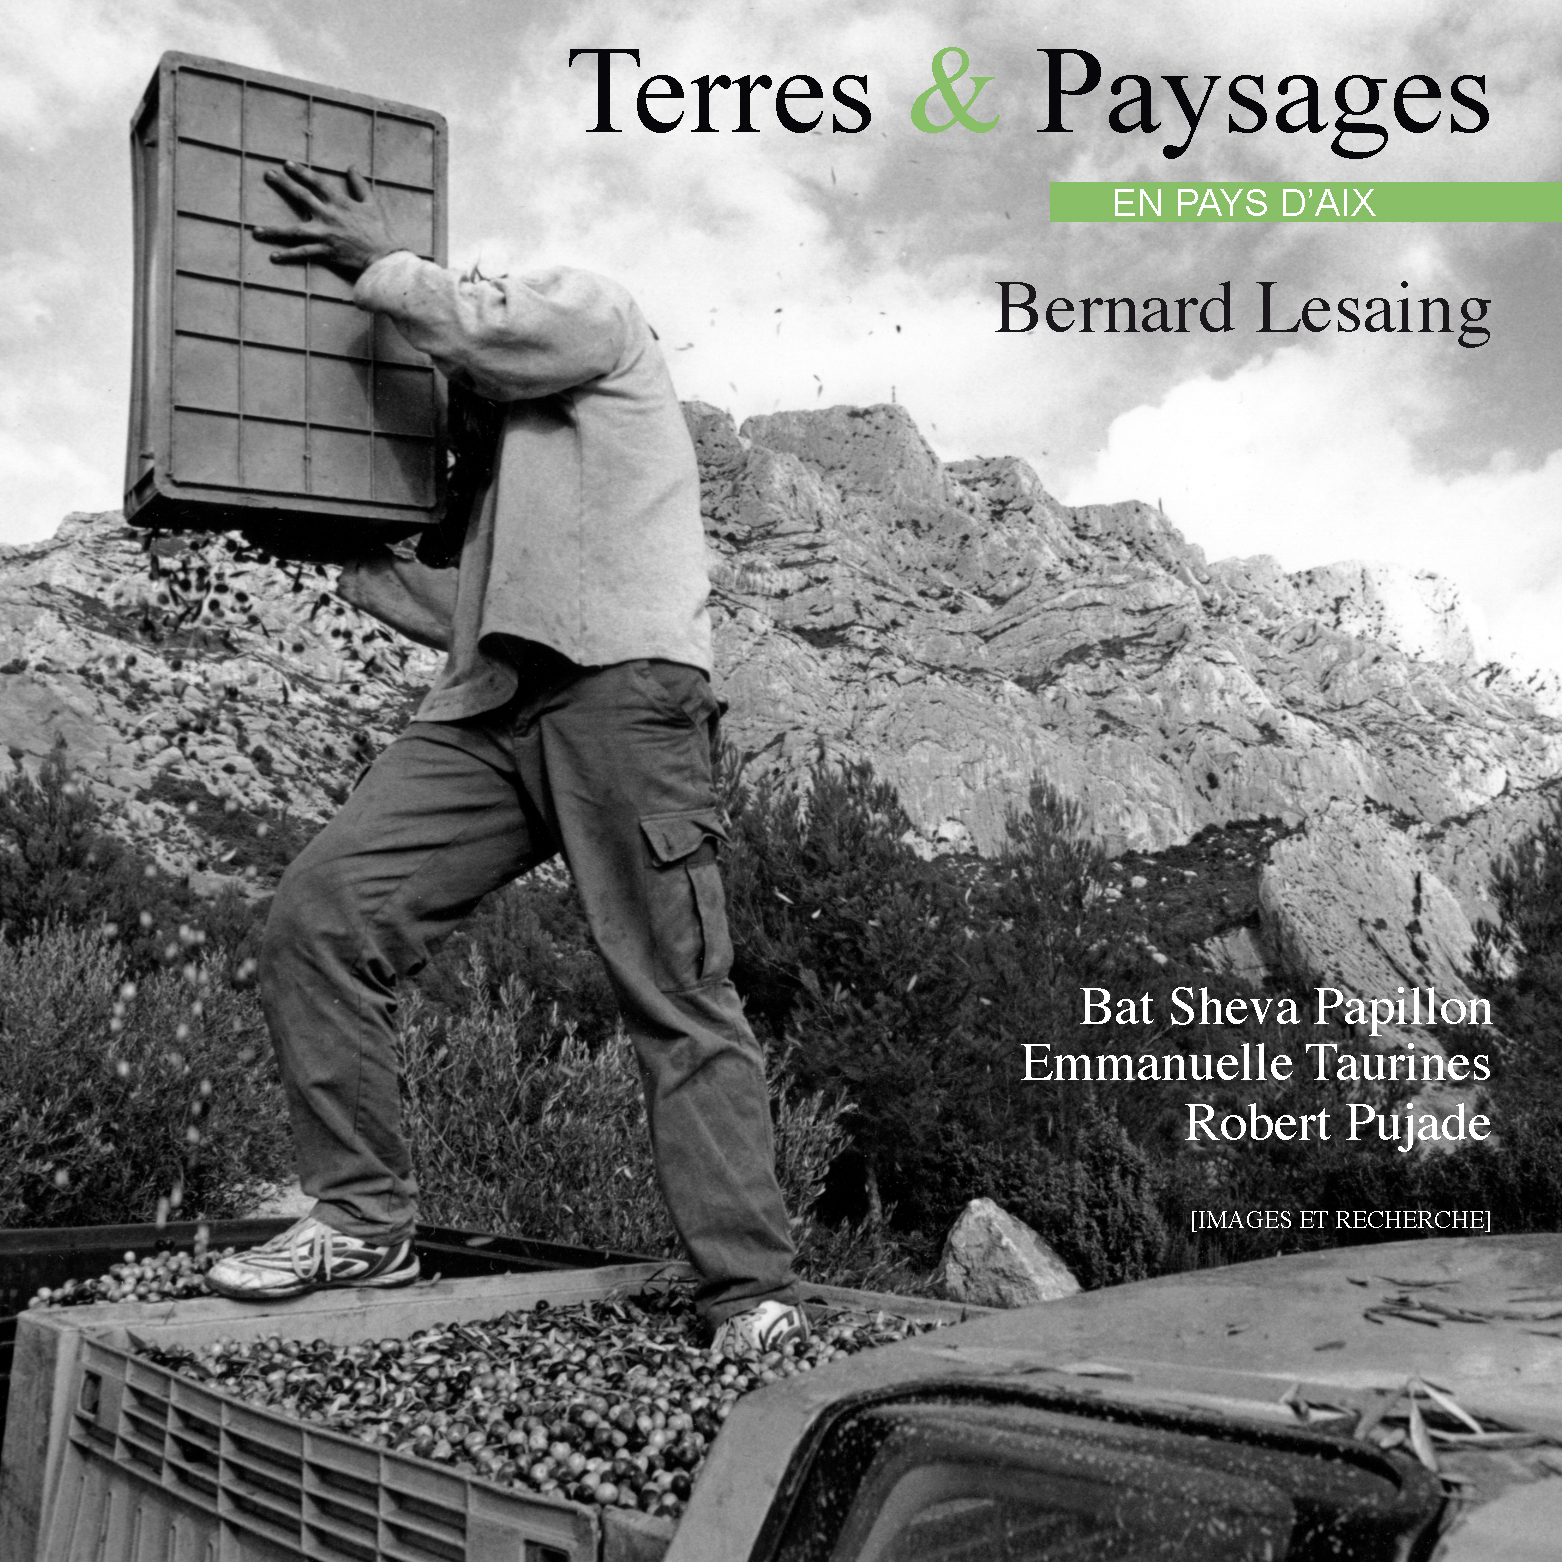 Terres & Paysages
EN PAYS D’AIX
Bernard Lesaing
Bat Sheva Papillon
Emmanuelle Taurines
Robert Pujade
[IMAGES ET RECHERCHE]